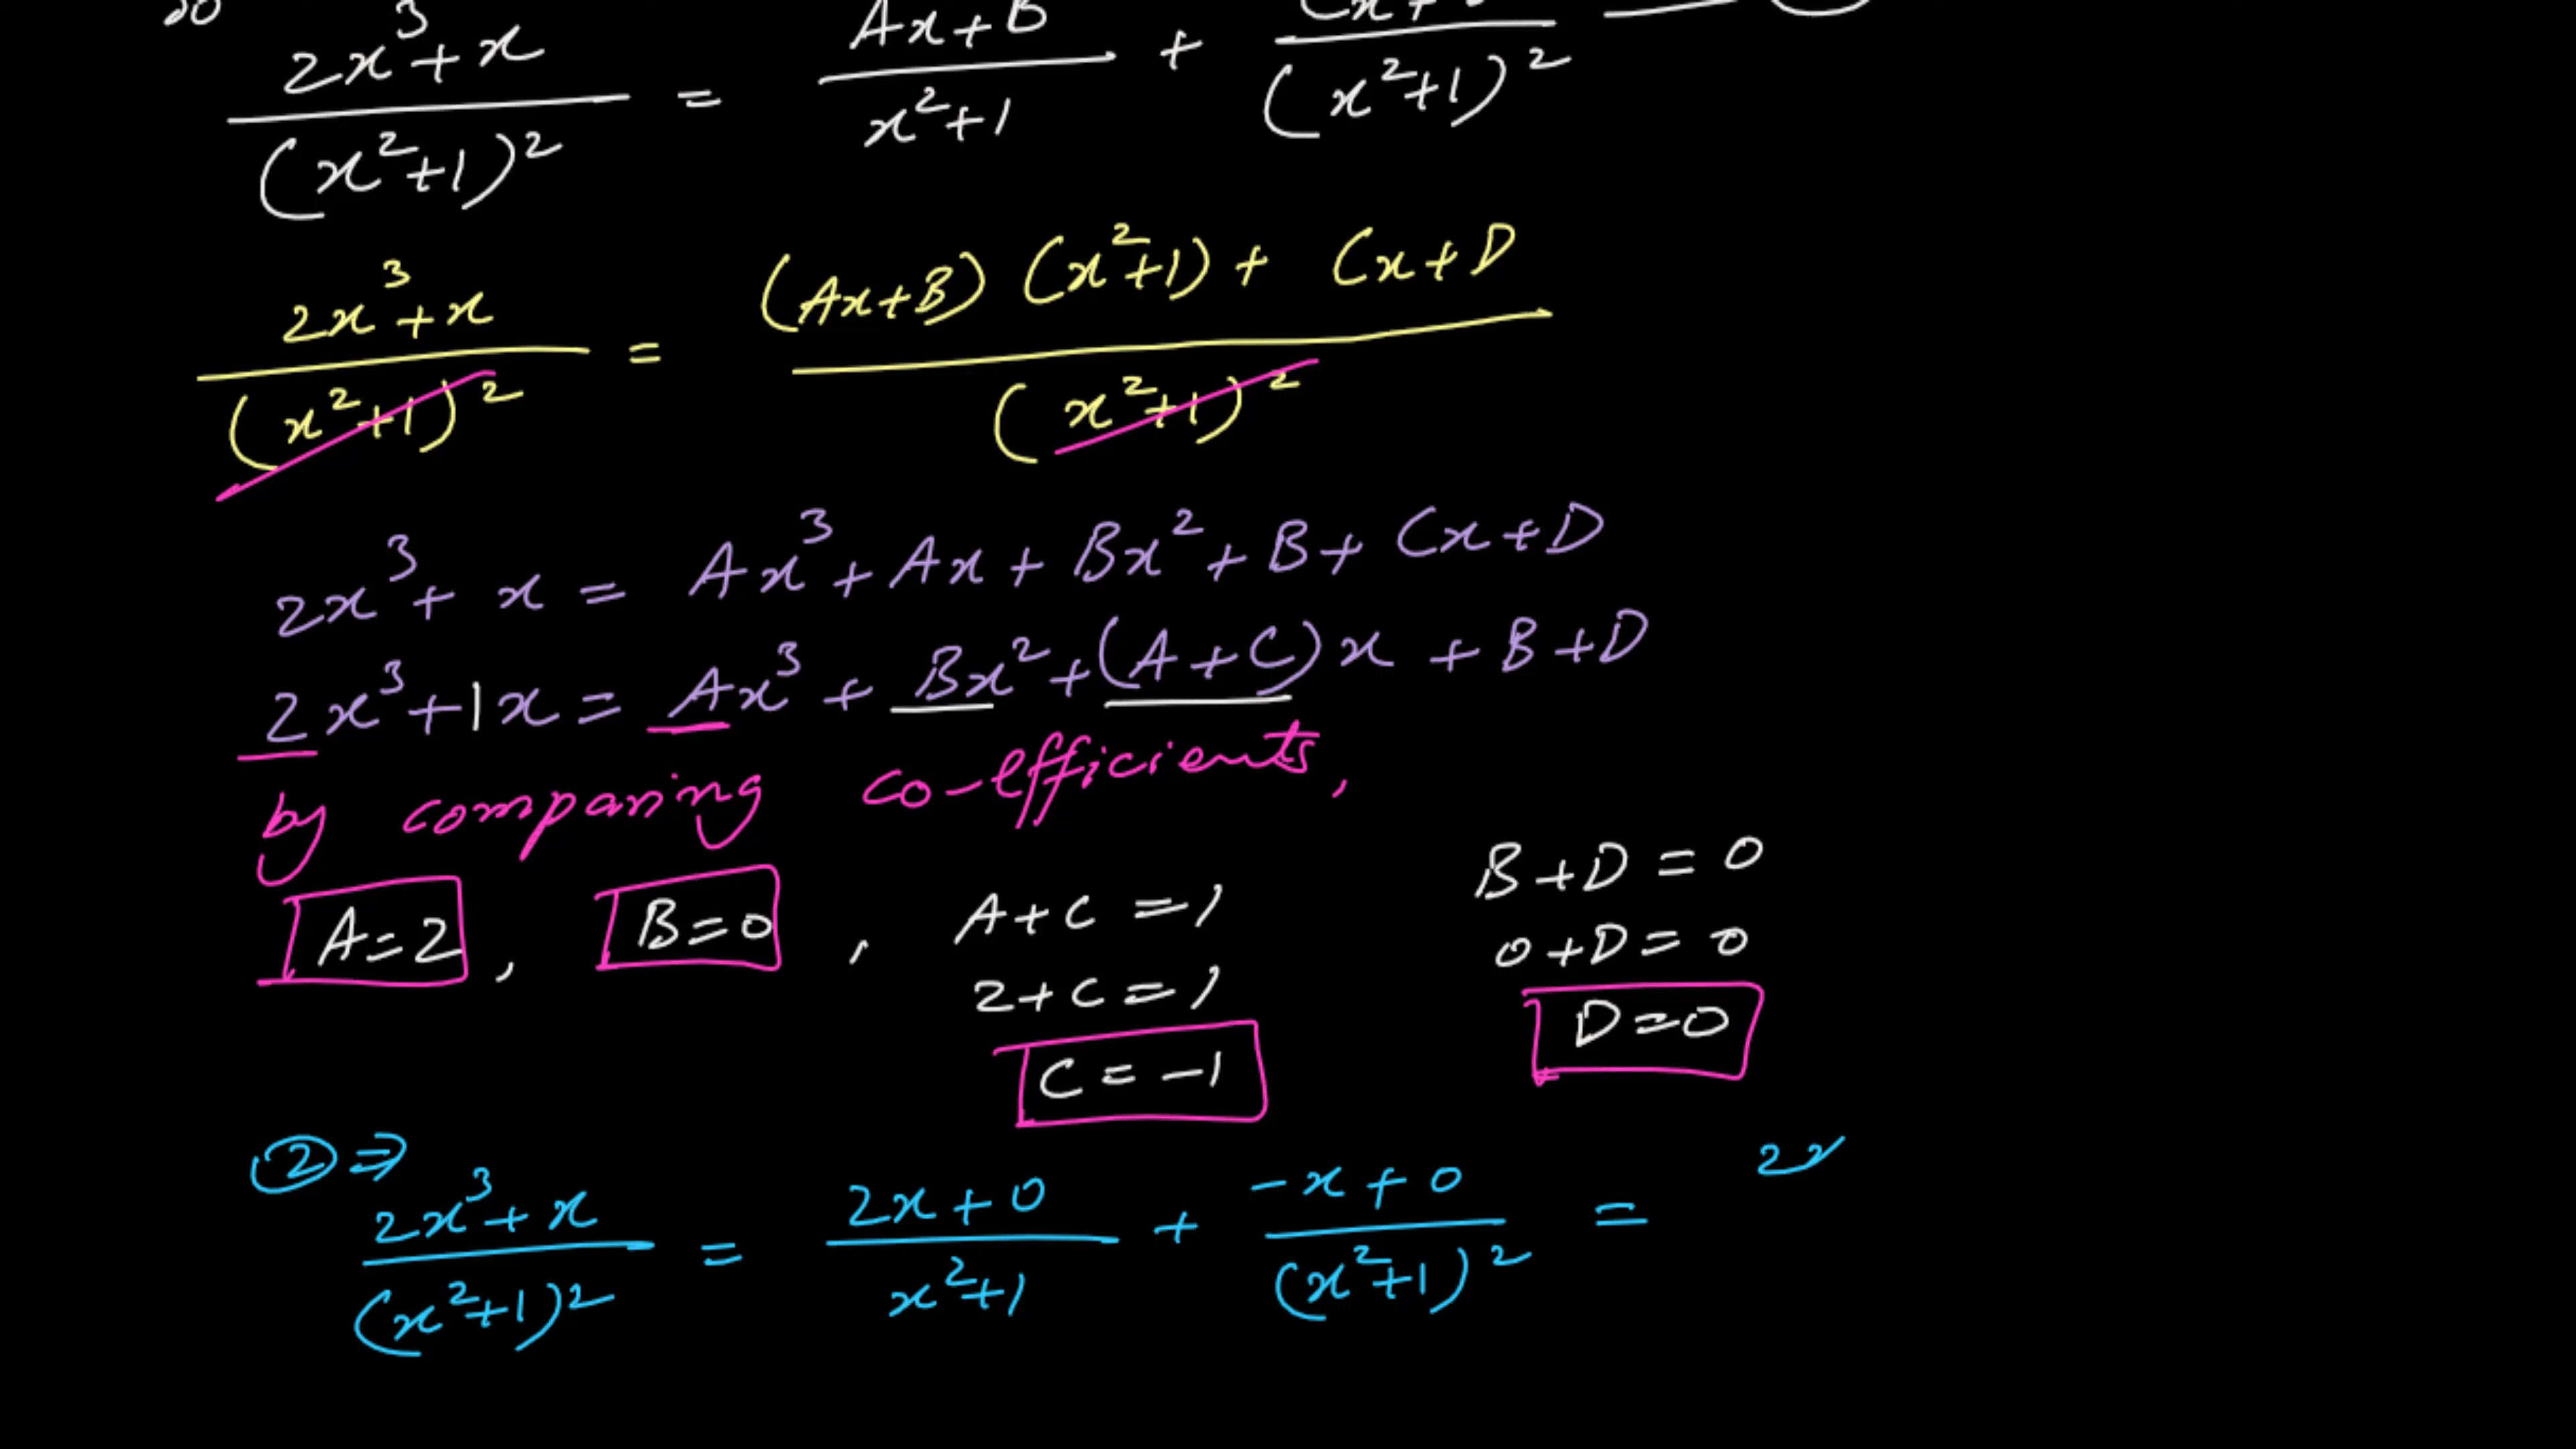 so
2x³+x / (x²+1)² = Ax+B / x²+1 + Cx+ / (x²+1)²
2x³+x / (x²+1)² = (Ax+B) (x²+1) + Cx+D / (x²+1)²
2x³+ x = Ax³+Ax + Bx²+B+ Cx+D
2x³+1x = Ax³ + Bx²+(A+C)x + B+D
by comparing co-efficients,
A=2 , B=0 , A+C=1 B+D=0
2+C=1 0+D=0
C=-1 D=0
②⇒
2x³+x / (x²+1)² = 2x+0 / x²+1 + -x+0 / (x²+1)² = 2x